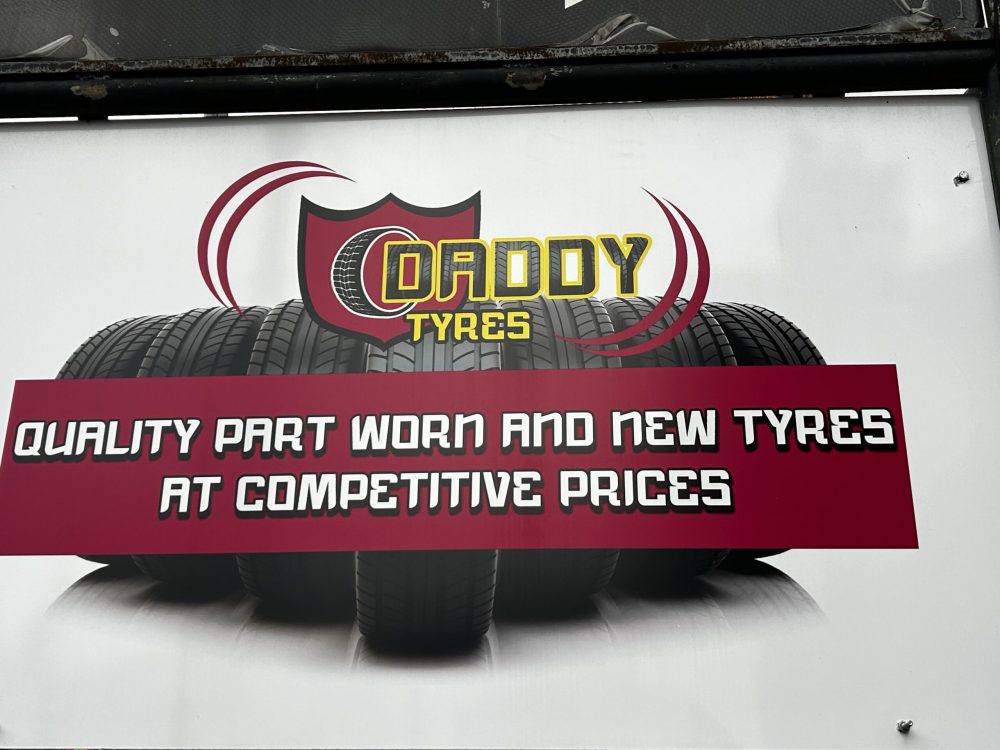 DADDY
TYRES
QUALITY PART WORN AND NEW TYRES
AT COMPETITIVE PRICES